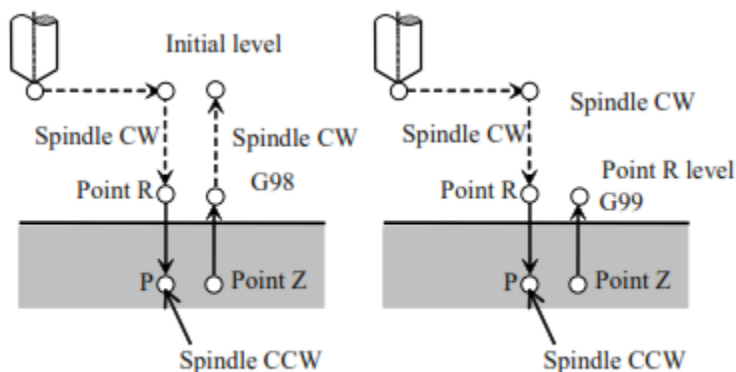 Initial level
Spindle CW
Spindle CW
G98
Point R
P
Point Z
Spindle CCW
Spindle CW
Spindle CW
Point R level
G99
Point R
P
Point Z
Spindle CCW